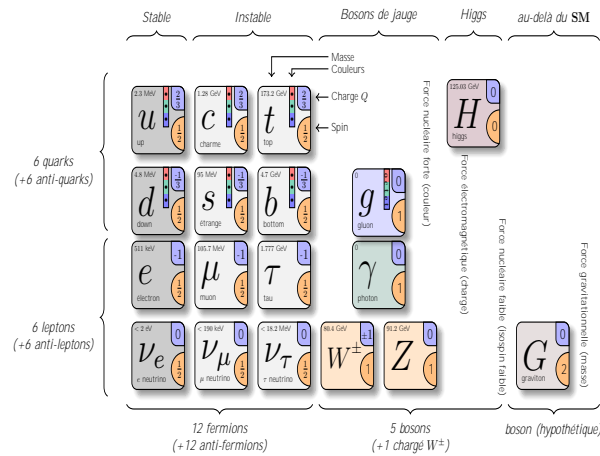 Stable
Instable
Bosons de jauge
Higgs
au-delà du SM
Masse
Couleurs
Charge Q
Spin
6 quarks
(+6 anti-quarks)
2.3 MeV
2/3
u
up
1/2
1.28 GeV
2/3
c
charme
1/2
173.2 GeV
2/3
t
top
1/2
125.03 GeV
0
H
higgs
0
4.8 MeV
-1/3
d
down
1/2
95 MeV
-1/3
s
étrange
1/2
4.7 GeV
-1/3
b
bottom
1/2
0
0
g
gluon
1
6 leptons
(+6 anti-leptons)
511 keV
-1
e
électron
1/2
105.7 MeV
-1
μ
muon
1/2
1.777 GeV
-1
τ
tau
1/2
0
0
γ
photon
1
< 2 eV
0
νe
e neutrino
1/2
< 190 keV
0
νμ
μ neutrino
1/2
< 18.2 MeV
0
ντ
τ neutrino
1/2
80.4 GeV
±1
W±
1
91.2 GeV
0
Z
1
0
G
graviton
2
Force nucléaire forte (couleur)
Force électromagnétique (charge)
Force nucléaire faible (isospin faible)
Force gravitationnelle (masse)
12 fermions
(+12 anti-fermions)
5 bosons
(+1 chargé W±)
boson (hypothétique)